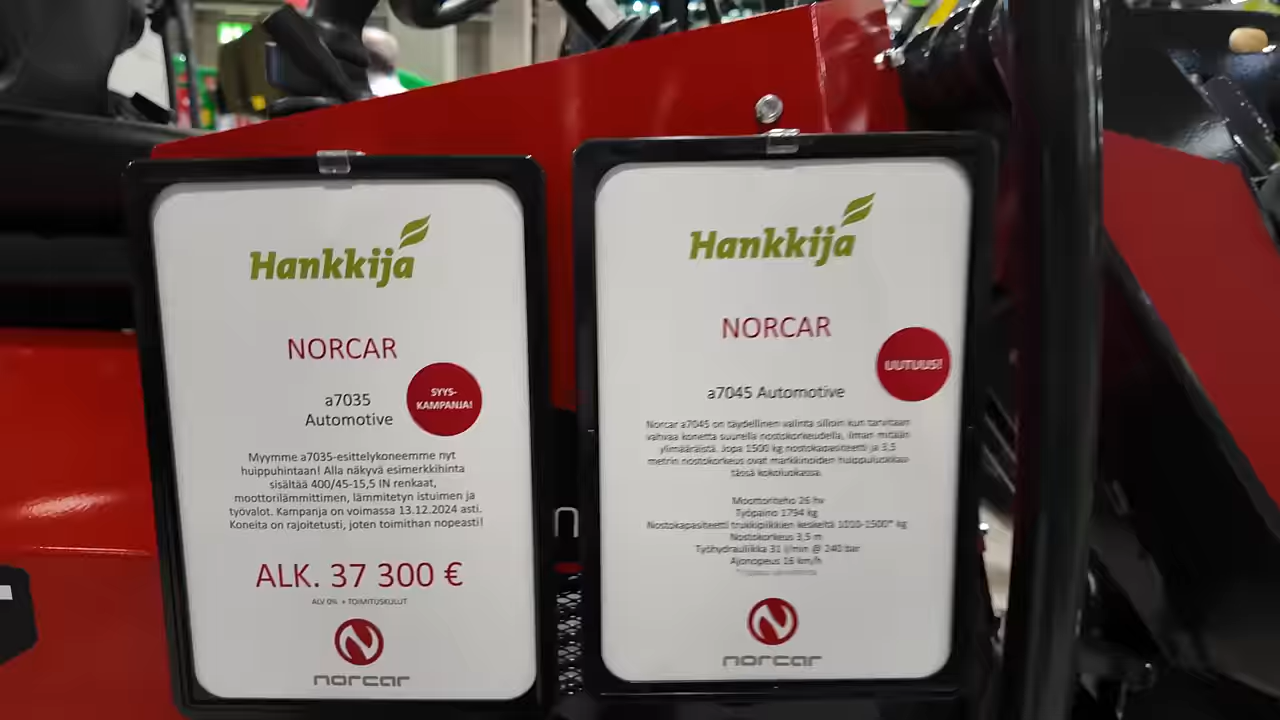 Hankkija
NORCAR
a7035
Automotive
SYYS-
KAMPANJA!
Myymme a7035-esittelykoneemme nyt
huippuhintaan! Alla näkyvä esimerkkihinta
sisältää 400/45-15,5 IN renkaat,
moottorilämmittimen, lämmitetyn istuimen ja
työvalot. Kampanja on voimassa 13.12.2024 asti.
Koneita on rajoitetusti, joten toimithan nopeasti!
ALK. 37 300 €
ALV 0% + TOIMITUSKULUT
norcar
Hankkija
NORCAR
UUTUUS!
a7045 Automotive
Norcar a7045 on täydellinen valinta silloin kun tarvitaan
vahvaa konetta suurella nostokorkeudella, ilman mitään
ylimääräistä. Jopa 1500 kg nostokapasiteetti ja 3,5
metrin nostokorkeus ovat markkinoiden huippuluokkaa
tässä kokoluokassa.
Moottoriteho 26 hv
Työpaino 1794 kg
Nostokapasiteetti trukkipiikkien keskeltä 1010-1500* kg
Nostokorkeus 3,5 m
Työhydrauliikka 31 l/min @ 240 bar
Ajonopeus 16 km/h
norcar